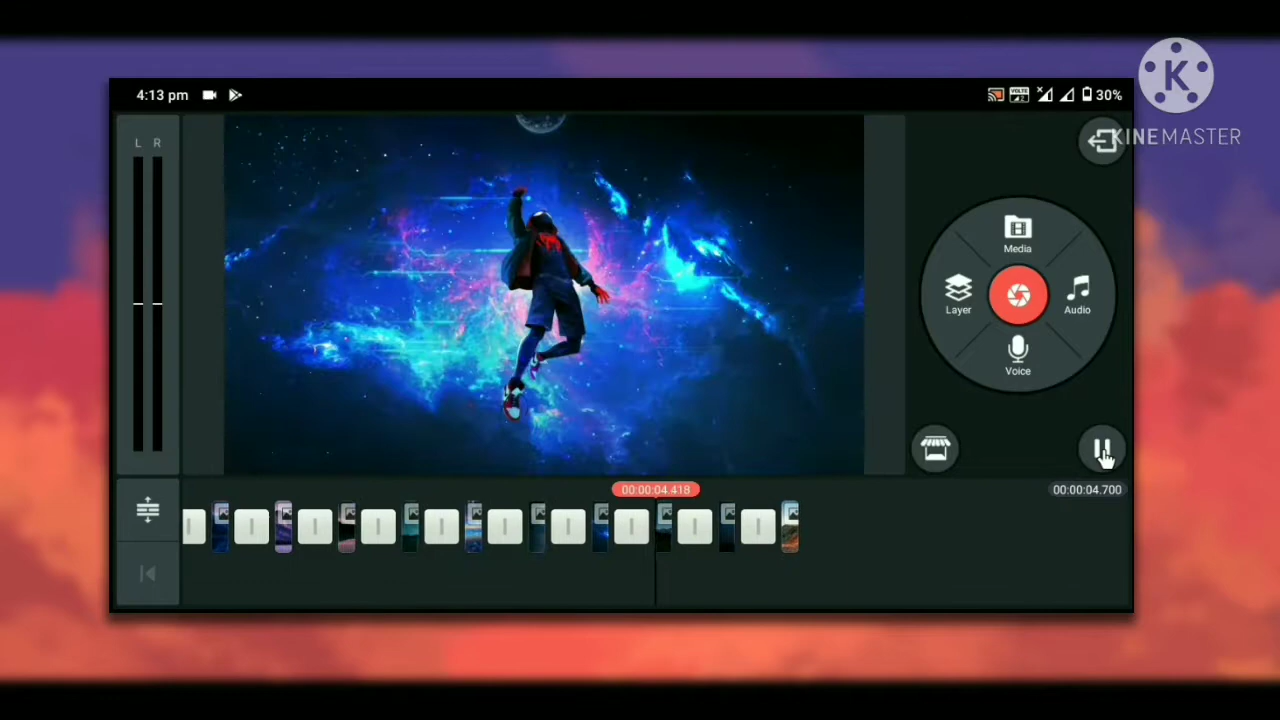 4:13 pm
30%
K
KINEMASTER
L R
Media
Layer
Audio
Voice
00:00:04.418
00:00:04.700